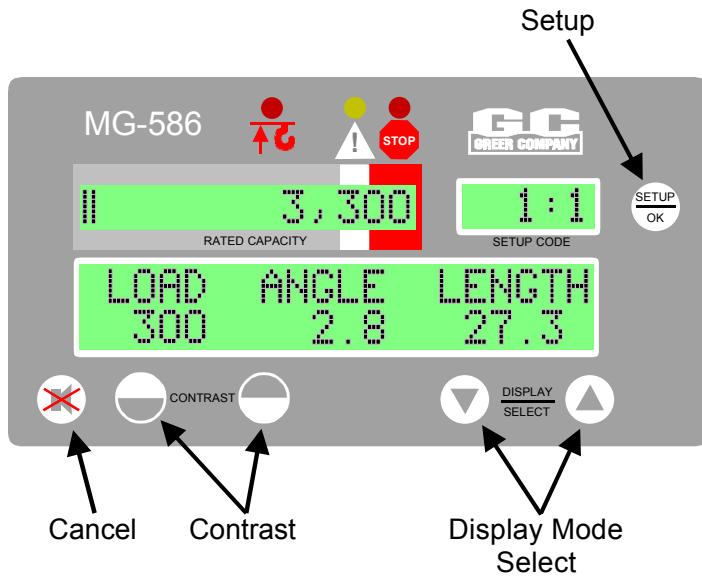 Setup
MG-586
! STOP
GC
GREER COMPANY
3,300
1:1
SETUP
OK
RATED CAPACITY
SETUP CODE
LOAD ANGLE LENGTH
300 2.8 27.3
CONTRAST
DISPLAY
SELECT
Cancel
Contrast
Display Mode
Select